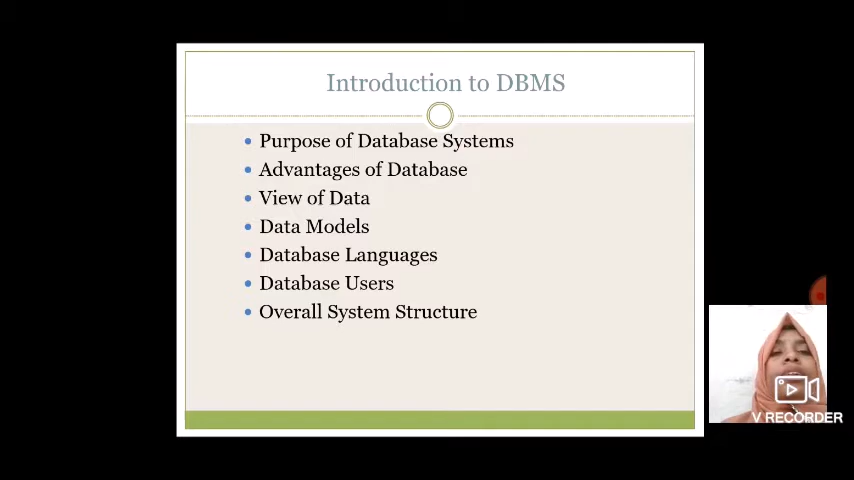 Introduction to DBMS
Purpose of Database Systems
Advantages of Database
View of Data
Data Models
Database Languages
Database Users
Overall System Structure
V RECORDER